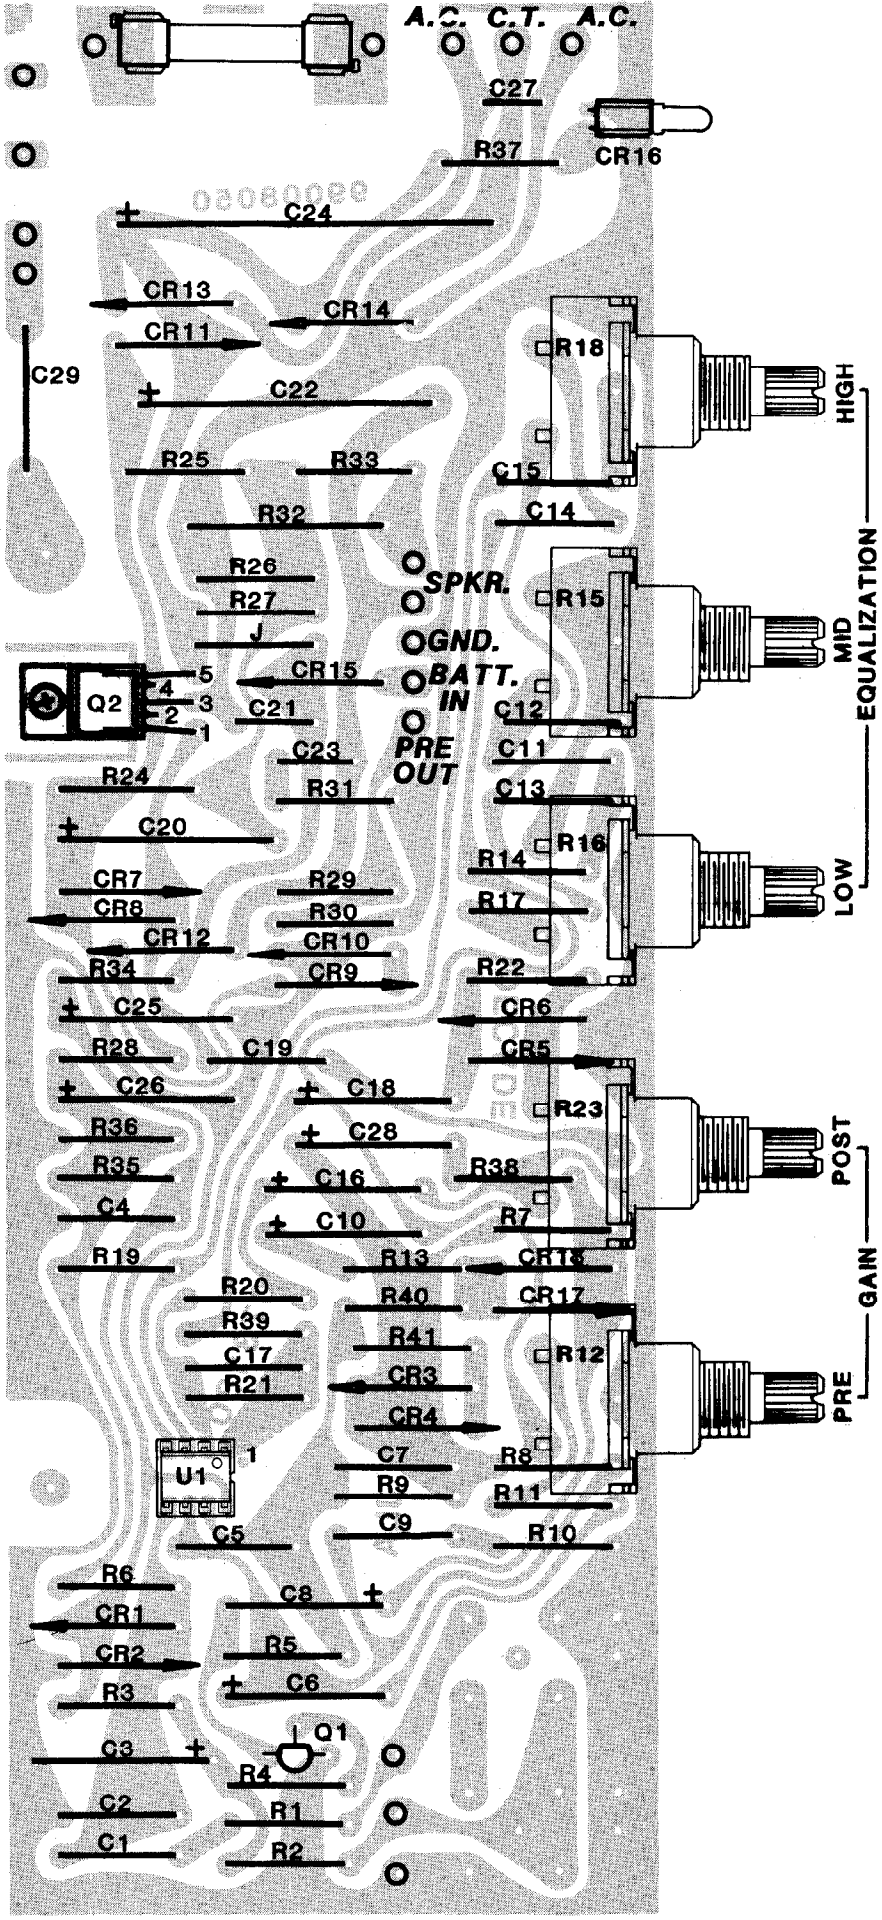 A.C. C.T. A.C.
C27
CR16
R37
99080050
+ C24
CR13
CR14
CR11
R18
C29
HIGH
+ C22
R25
R33
C15
C14
R32
R26
SPKR.
R27
R15
J
GND.
MID
EQUALIZATION
CR15
BATT.
IN
Q2
5
4
3
2
1
C21
C12
PRE
OUT
C23
C11
R24
R31
C13
+ C20
R16
R14
CR7
R29
LOW
CR8
R30
R17
CR12
CR10
R34
CR9
R22
+ C25
CR6
R28
C19
CR5
+ C26
+ C18
R23
R36
+ C28
POST
R35
+ C16
R38
C4
+ C10
R7
R19
R13
CR18
GAIN
R20
R40
CR17
R39
R41
R12
C17
CR3
R21
PRE
CR4
U1
1
C7
R8
R9
R11
C5
C9
R10
R6
C8 +
CR1
R5
CR2
+ C6
R3
Q1
C3 +
R4
C2
R1
C1
R2